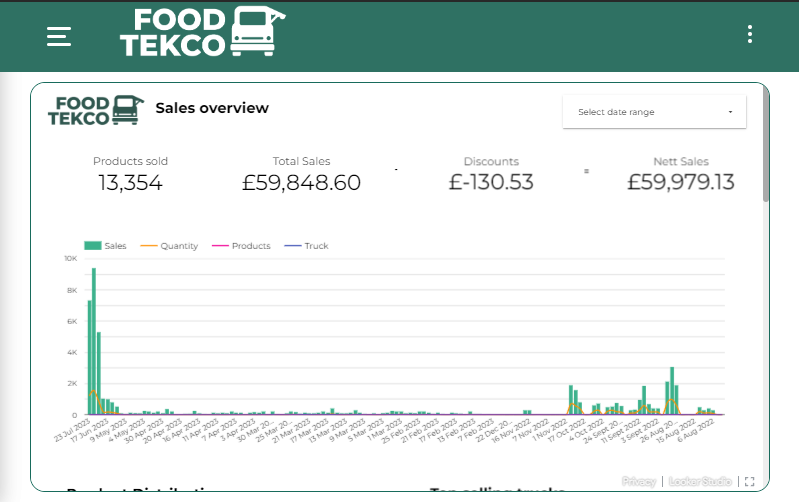 FOOD
TEKCO
FOOD
TEKCO
Sales overview
Select date range
Products sold
13,354
Total Sales
£59,848.60
-
Discounts
£-130.53
=
Nett Sales
£59,979.13
Sales Quantity Products Truck
10K
8K
6K
4K
2K
0
23 Jul 2023
17 Jun 2023
9 May 2023
4 May 2023
30 Apr 2023
20 Apr 2023
16 Apr 2023
11 Apr 2023
7 Apr 2023
3 Apr 2023
30 Mar 20...
25 Mar 20...
21 Mar 2023
17 Mar 2023
13 Mar 2023
9 Mar 2023
5 Mar 2023
1 Mar 2023
25 Feb 2023
21 Feb 2023
17 Feb 2023
13 Feb 2023
7 Feb 2023
22 Dec 20...
16 Nov 2022
7 Nov 2022
1 Nov 2022
17 Oct 2022
4 Oct 2022
24 Sept 20...
11 Sept 2022
3 Sept 2022
26 Aug 20...
15 Aug 2022
6 Aug 2022
Privacy | Looker Studio |
Product Distributi
Top selling trucks